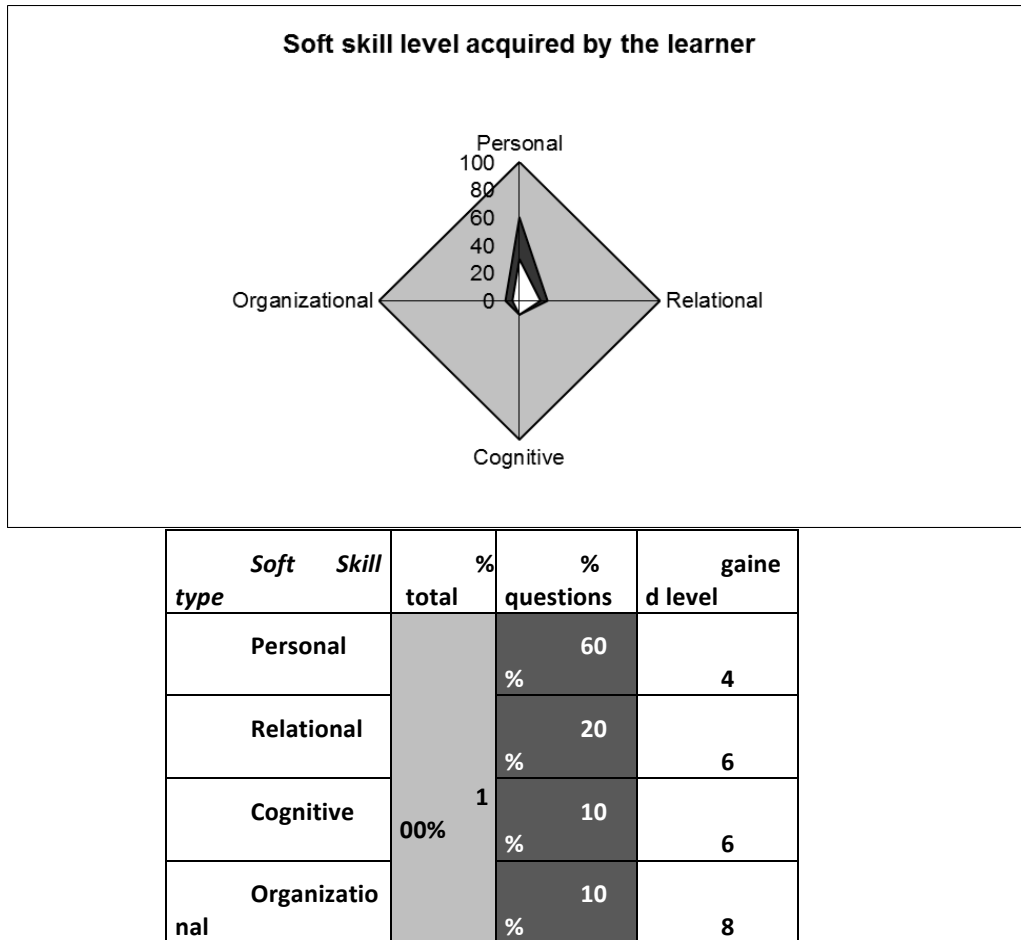 Soft skill level acquired by the learner
Personal
100
80
60
40
20
0
Organizational
Relational
Cognitive
Soft Skill
type
%
total
%
questions
gaine
d level
Personal
60
%
4
Relational
20
%
6
1
00%
Cognitive
10
%
6
Organizatio
nal
10
%
8